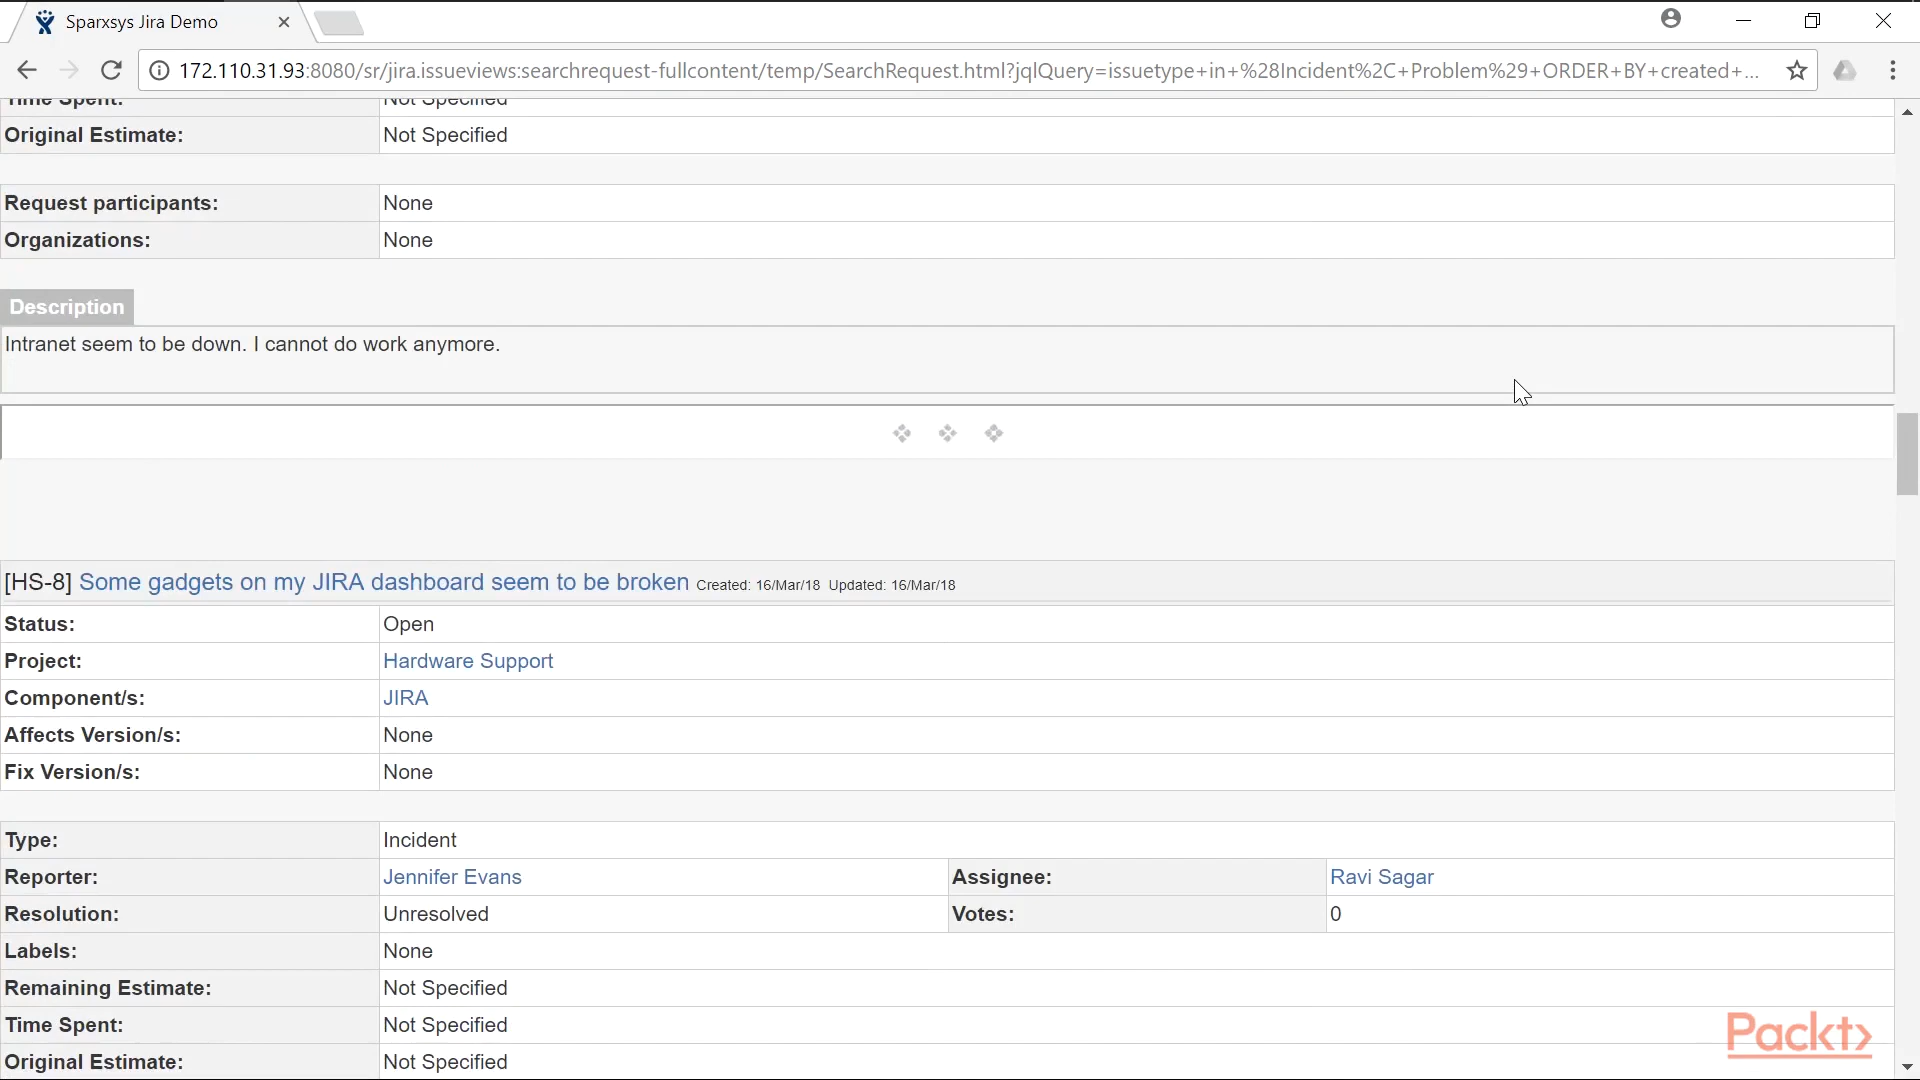 Sparxsys Jira Demo
172.110.31.93:8080/sr/jira.issueviews:searchrequest-fullcontent/temp/SearchRequest.html?jqlQuery=issuetype+in+%28Incident%2C+Problem%29+ORDER+BY+created+...
Time Spent: Not Specified
Original Estimate: Not Specified
Request participants: None
Organizations: None
Description
Intranet seem to be down. I cannot do work anymore.
[HS-8] Some gadgets on my JIRA dashboard seem to be broken Created: 16/Mar/18 Updated: 16/Mar/18
Status: Open
Project: Hardware Support
Component/s: JIRA
Affects Version/s: None
Fix Version/s: None
Type: Incident
Reporter: Jennifer Evans Assignee: Ravi Sagar
Resolution: Unresolved Votes: 0
Labels: None
Remaining Estimate: Not Specified
Time Spent: Not Specified
Original Estimate: Not Specified
Packt>